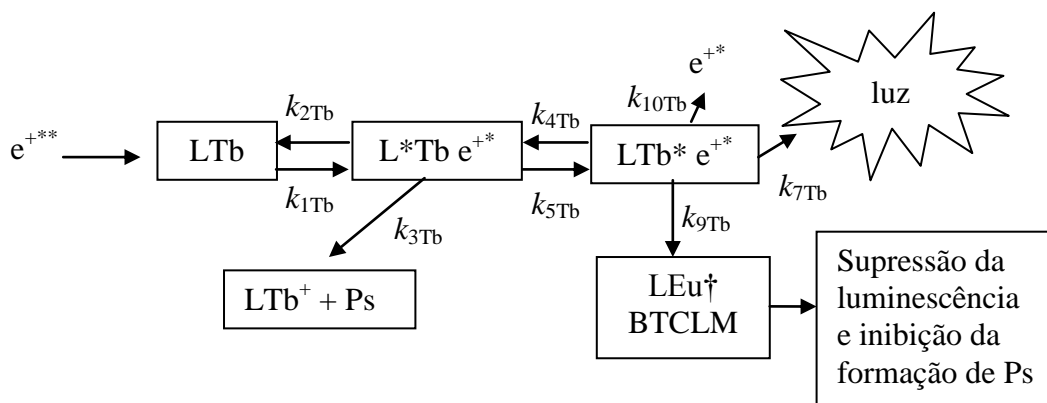 e⁺*
luz
k₁₀Tb
k₂Tb
k₄Tb
e⁺**
LTb
L*Tb e⁺*
LTb* e⁺*
k₁Tb
k₅Tb
k₇Tb
k₃Tb
k₉Tb
LTb⁺ + Ps
LEu†
BTCLM
Supressão da
luminescência
e inibição da
formação de Ps